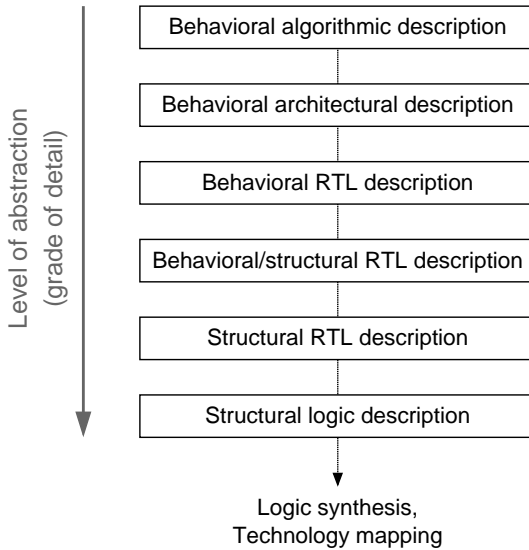 Behavioral algorithmic description
Behavioral architectural description
Behavioral RTL description
Behavioral/structural RTL description
Structural RTL description
Structural logic description
Logic synthesis,
Technology mapping
Level of abstraction
(grade of detail)